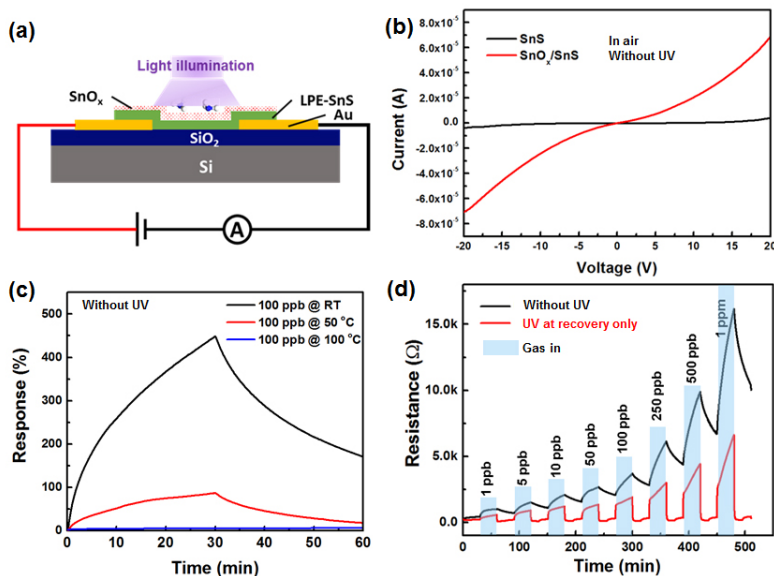 (a)
Light illumination
SnOₓ
LPE-SnS
Au
SiO₂
Si
A
(b)
SnS
SnOₓ/SnS
In air
Without UV
8.0x10⁻⁵
6.0x10⁻⁵
4.0x10⁻⁵
2.0x10⁻⁵
0.0
-2.0x10⁻⁵
-4.0x10⁻⁵
-6.0x10⁻⁵
-8.0x10⁻⁵
Current (A)
-20 -15 -10 -5 0 5 10 15 20
Voltage (V)
(c)
Without UV
100 ppb @ RT
100 ppb @ 50 °C
100 ppb @ 100 °C
500
450
400
350
300
250
200
150
100
50
0
Response (%)
0 10 20 30 40 50 60
Time (min)
(d)
Without UV
UV at recovery only
Gas in
1 ppb
5 ppb
10 ppb
50 ppb
100 ppb
250 ppb
500 ppb
1 ppm
15.0k
10.0k
5.0k
0.0
Resistance (Ω)
0 100 200 300 400 500
Time (min)